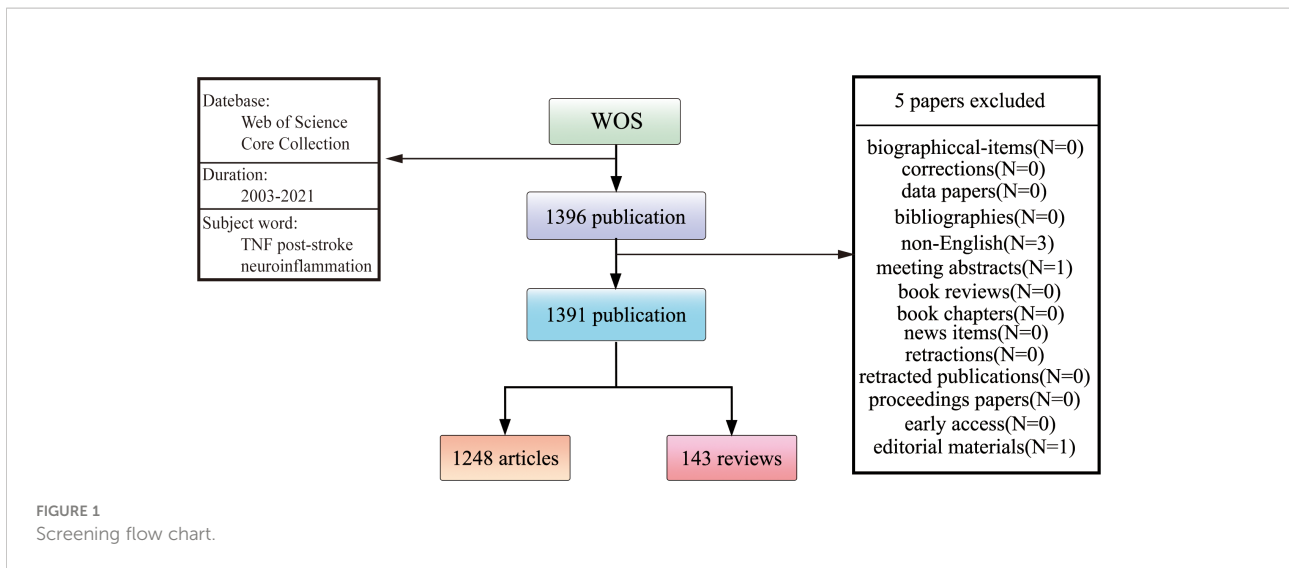 Datebase:
Web of Science
Core Collection
Duration:
2003-2021
Subject word:
TNF post-stroke
neuroinflammation
WOS
1396 publication
1391 publication
1248 articles
143 reviews
5 papers excluded
biographiccal-items(N=0)
corrections(N=0)
data papers(N=0)
bibliographies(N=0)
non-English(N=3)
meeting abstracts(N=1)
book reviews(N=0)
book chapters(N=0)
news items(N=0)
retractions(N=0)
retracted publications(N=0)
proceedings papers(N=0)
early access(N=0)
editorial materials(N=1)
FIGURE 1
Screening flow chart.